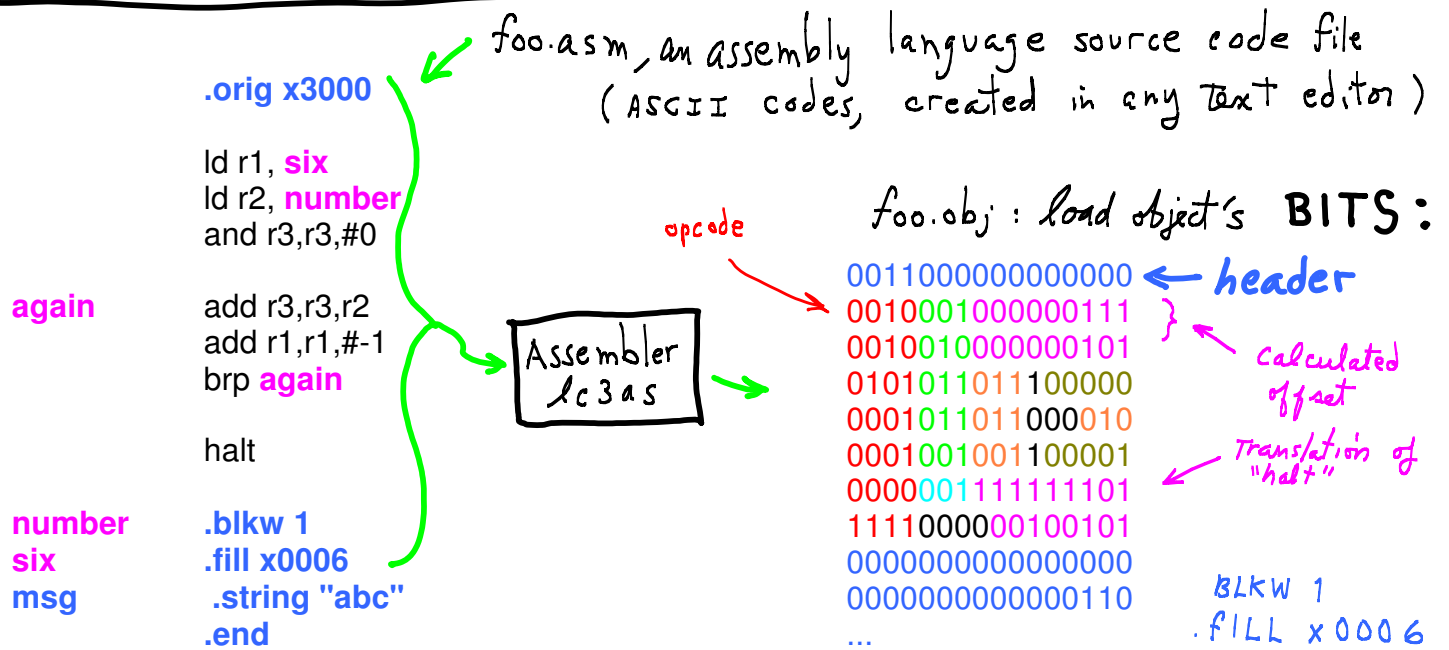 foo.asm, an assembly language source code file
(ASCII codes, created in any Text editor)
.orig x3000
ld r1, six
ld r2, number
and r3,r3,#0
again add r3,r3,r2
add r1,r1,#-1
brp again
halt
number .blkw 1
six .fill x0006
msg .string "abc"
.end
Assembler
lc3as
foo.obj : load object's BITS:
opcode
0011000000000000
header
0010001000000111
0010010000000101
calculated
offset
0101011011100000
0001011011000010
0001001001100001
Translation of
"halt"
0000001111111101
1111000000100101
0000000000000000
0000000000000110
...
BLKW 1
.FILL x0006